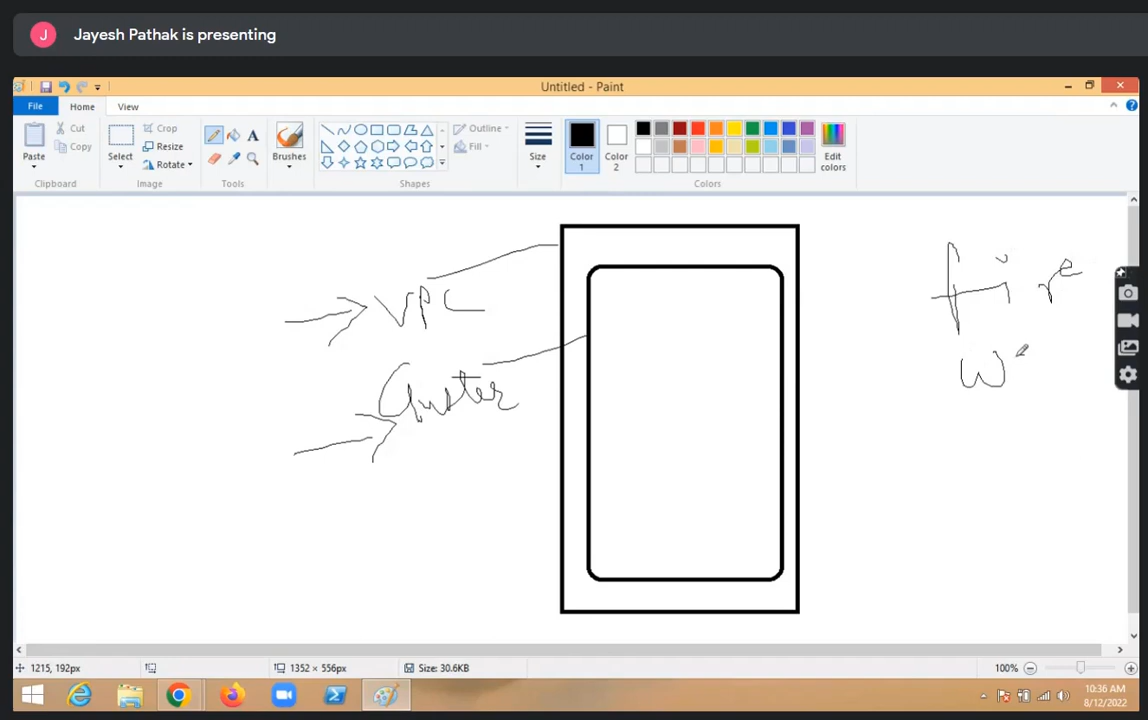 J Jayesh Pathak is presenting
Untitled - Paint
File Home View
Paste
Cut
Copy
Clipboard
Select
Crop
Resize
Rotate
Image
A
Tools
Brushes
Shapes
Outline
Fill
Size
Color 1
Color 2
Edit colors
Colors
VPC
Cluster
fire
w
1215, 192px
1352 × 556px
Size: 30.6KB
100%
10:36 AM
8/12/2022